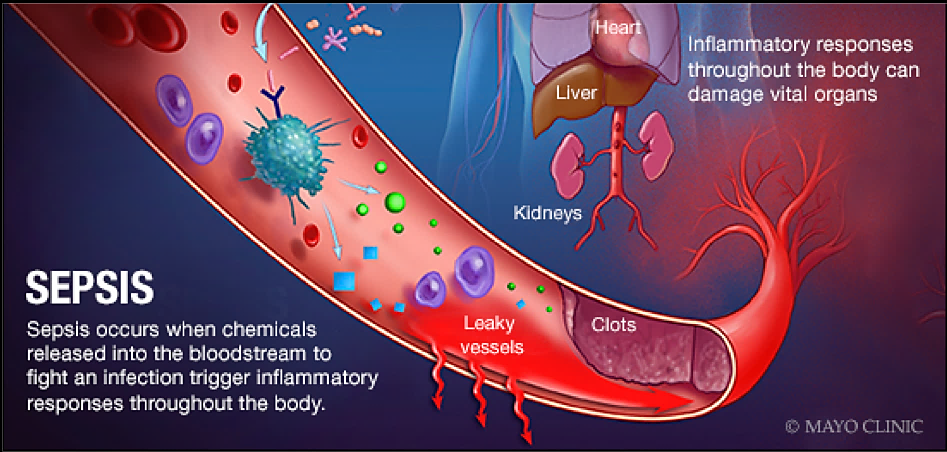 Heart
Inflammatory responses
throughout the body can
damage vital organs
Liver
Kidneys
SEPSIS
Sepsis occurs when chemicals
released into the bloodstream to
fight an infection trigger inflammatory
responses throughout the body.
Leaky
vessels
Clots
© MAYO CLINIC